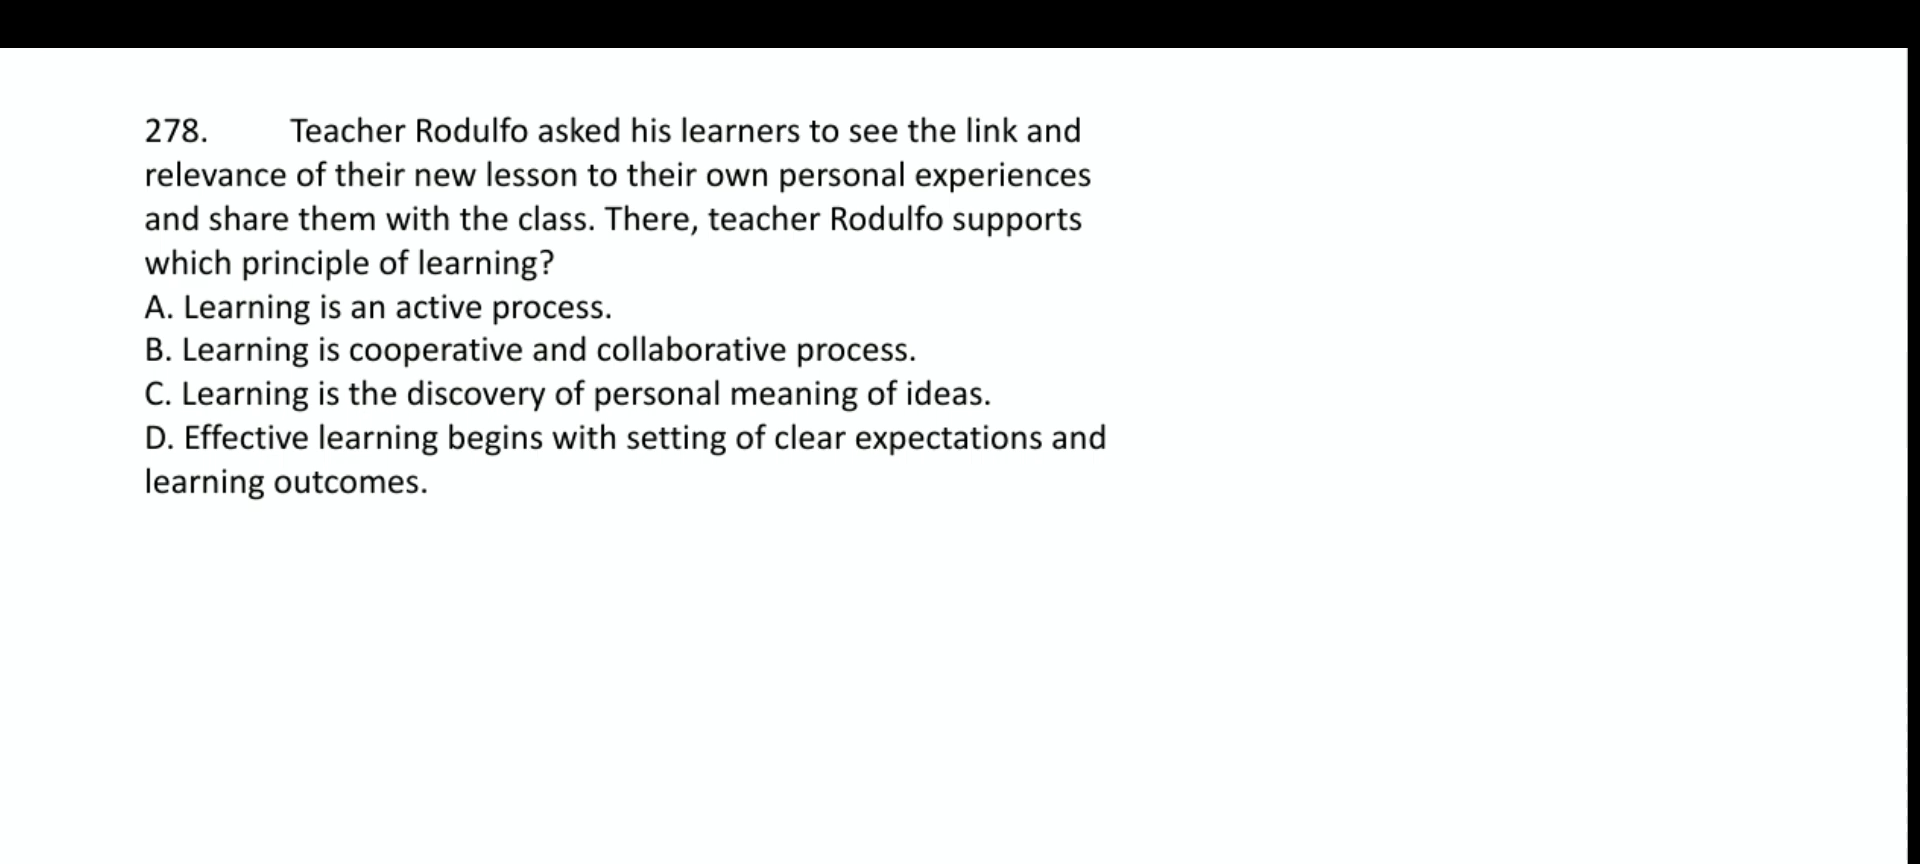 278. Teacher Rodulfo asked his learners to see the link and
relevance of their new lesson to their own personal experiences
and share them with the class. There, teacher Rodulfo supports
which principle of learning?
A. Learning is an active process.
B. Learning is cooperative and collaborative process.
C. Learning is the discovery of personal meaning of ideas.
D. Effective learning begins with setting of clear expectations and
learning outcomes.